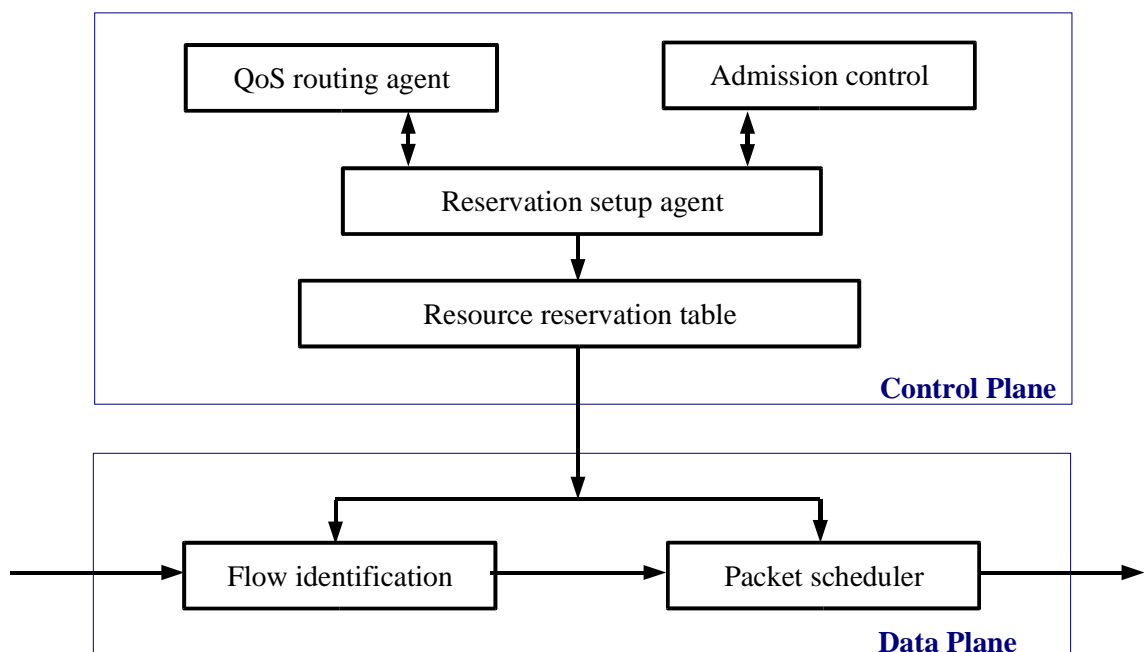 QoS routing agent
Admission control
Reservation setup agent
Resource reservation table
Control Plane
Flow identification
Packet scheduler
Data Plane